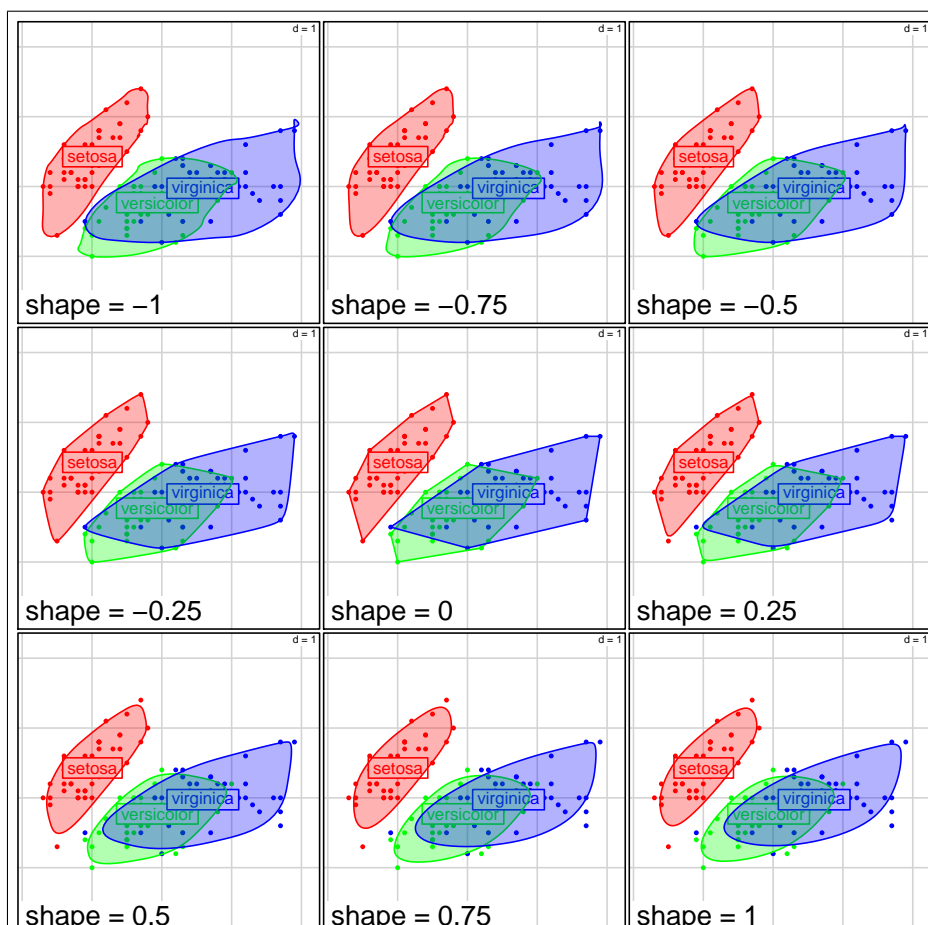 d = 1
setosa
virginica
versicolor
shape = −1
d = 1
setosa
virginica
versicolor
shape = −0.75
d = 1
setosa
virginica
versicolor
shape = −0.5
d = 1
setosa
virginica
versicolor
shape = −0.25
d = 1
setosa
virginica
versicolor
shape = 0
d = 1
setosa
virginica
versicolor
shape = 0.25
d = 1
setosa
virginica
versicolor
shape = 0.5
d = 1
setosa
virginica
versicolor
shape = 0.75
d = 1
setosa
virginica
versicolor
shape = 1